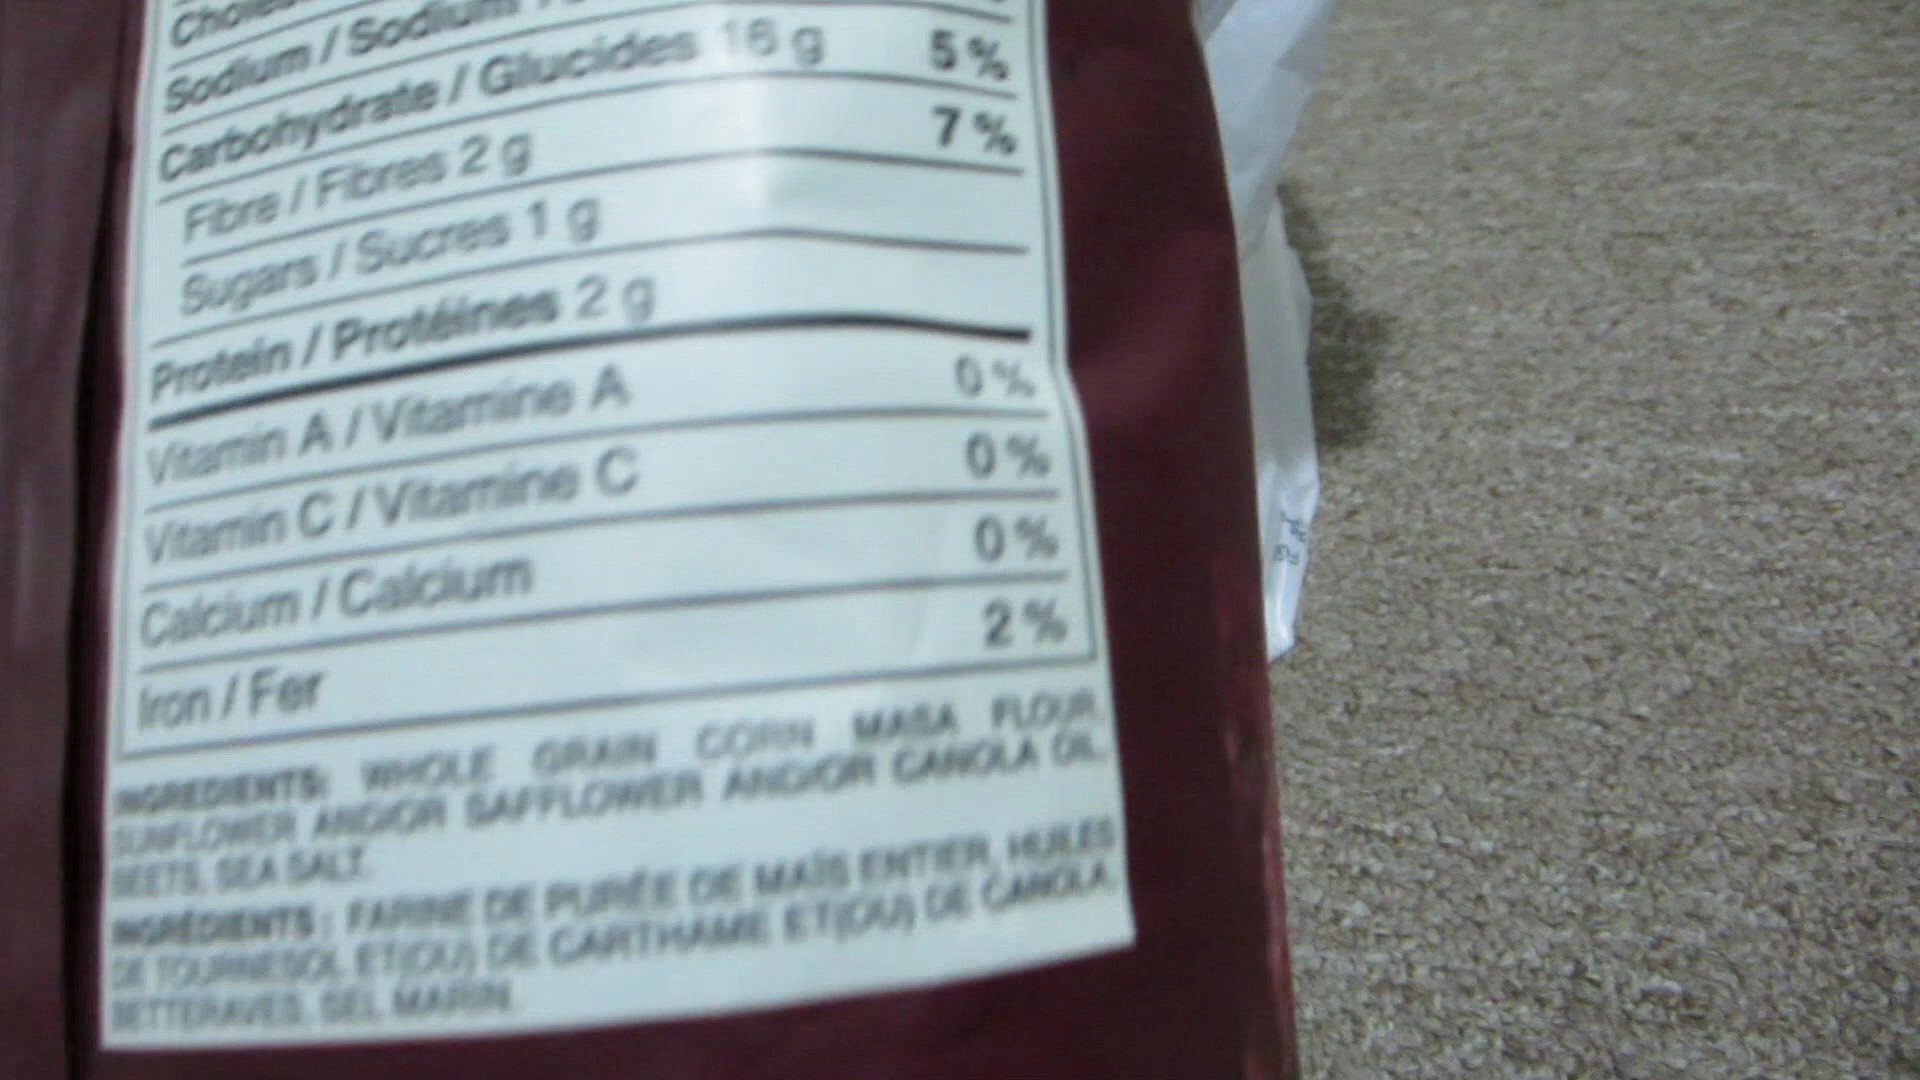 Sodium / Sodium
Carbohydrate / Glucides 16 g 5 %
Fibre / Fibres 2 g 7 %
Sugars / Sucres 1 g
Protein / Protéines 2 g
Vitamin A / Vitamine A 0 %
Vitamin C / Vitamine C 0 %
Calcium / Calcium 0 %
Iron / Fer 2 %
INGREDIENTS: WHOLE GRAIN CORN MASA FLOUR,
SUNFLOWER AND/OR SAFFLOWER AND/OR CANOLA OIL,
BEETS, SEA SALT.
INGRÉDIENTS : FARINE DE PURÉE DE MAÏS ENTIER, HUILES
DE TOURNESOL ET(OU) DE CARTHAME ET(OU) DE CANOLA,
BETTERAVES, SEL MARIN.